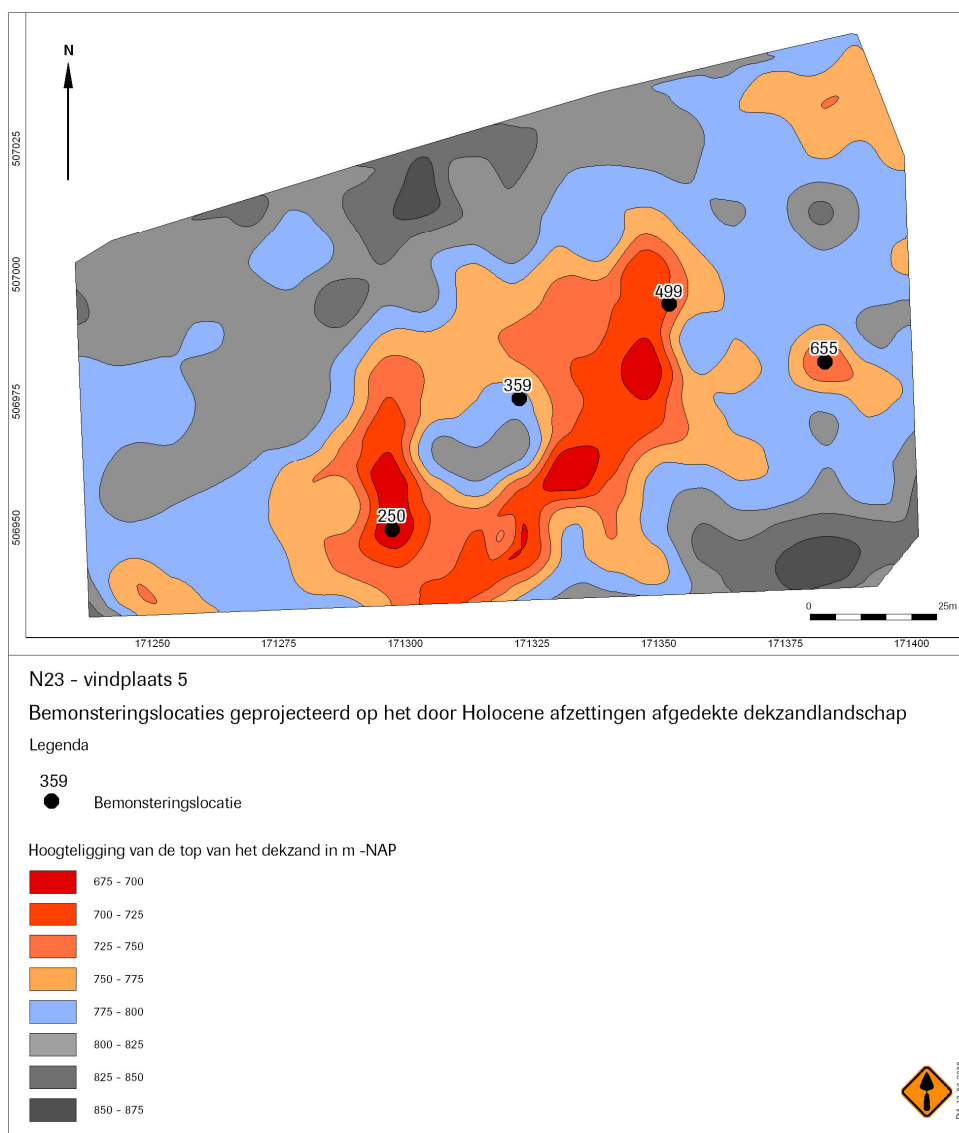 N
507025
507000
506975
506950
499
655
359
250
0 25m
171250 171275 171300 171325 171350 171375 171400
N23 - vindplaats 5
Bemonsteringslocaties geprojecteerd op het door Holocene afzettingen afgedekte dekzandlandschap
Legenda
359
Bemonsteringslocatie
Hoogteligging van de top van het dekzand in m -NAP
675 - 700
700 - 725
725 - 750
750 - 775
775 - 800
800 - 825
825 - 850
850 - 875